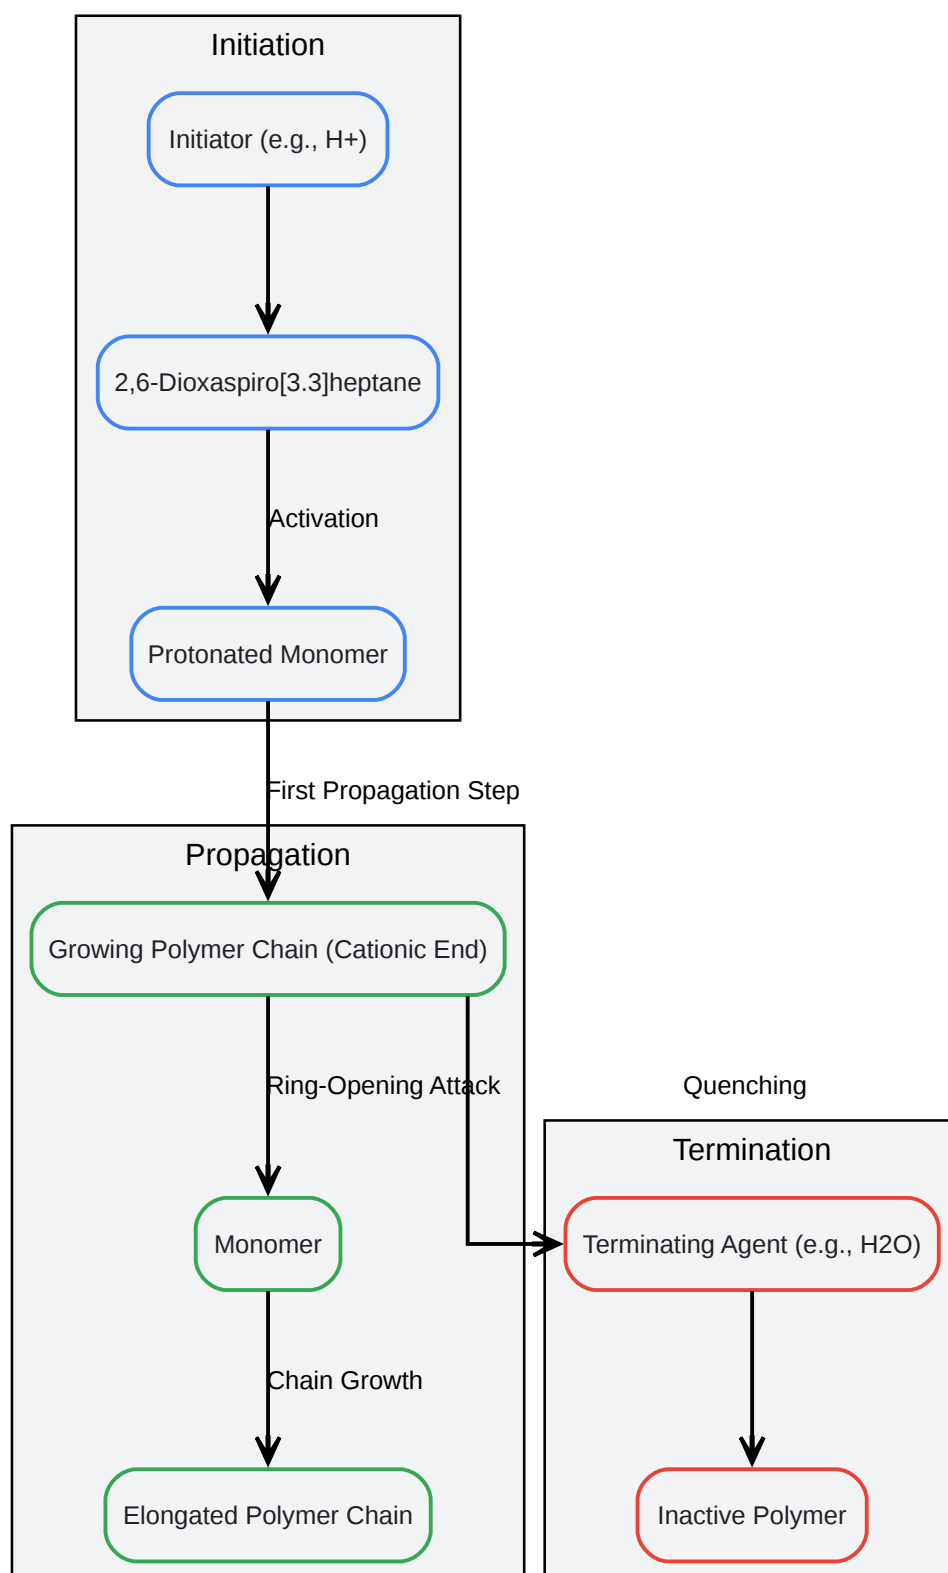 Initiation
Initiator (e.g., H+)
2,6-Dioxaspiro[3.3]heptane
Activation
Protonated Monomer
First Propagation Step
Propagation
Growing Polymer Chain (Cationic End)
Ring-Opening Attack
Quenching
Termination
Monomer
Terminating Agent (e.g., H2O)
Chain Growth
Elongated Polymer Chain
Inactive Polymer